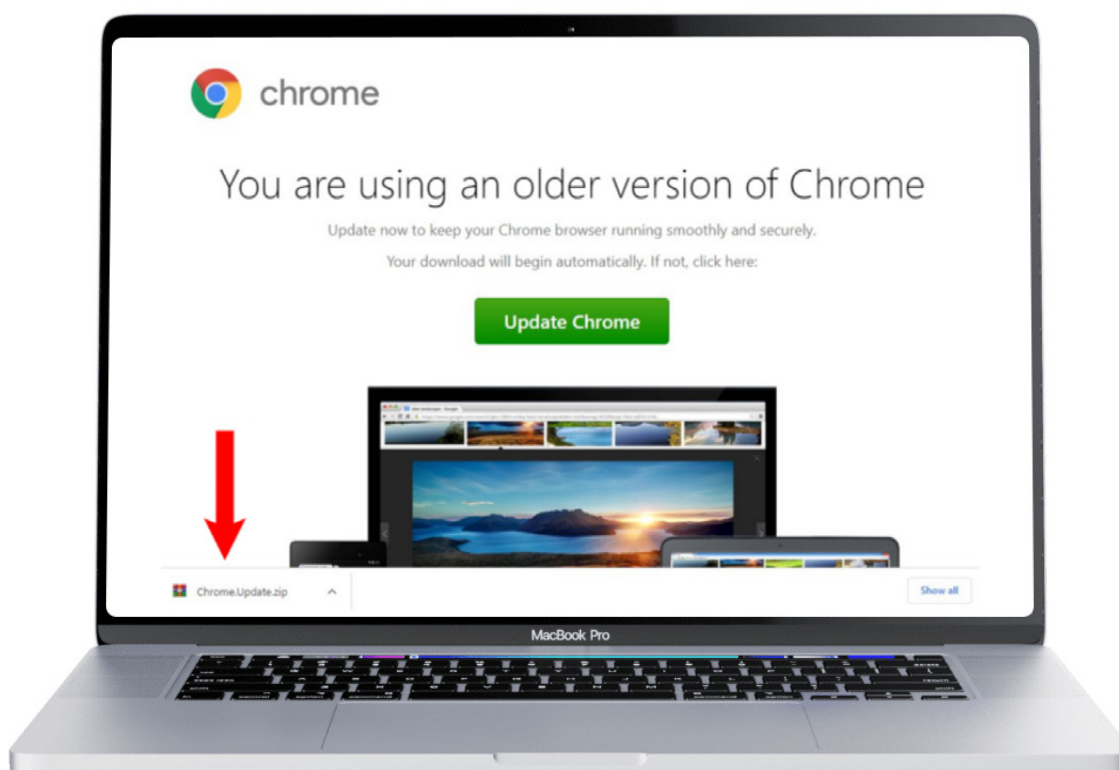 chrome
You are using an older version of Chrome
Update now to keep your Chrome browser running smoothly and securely.
Your download will begin automatically. If not, click here:
Update Chrome
Chrome.Update.zip
Show all
MacBook Pro